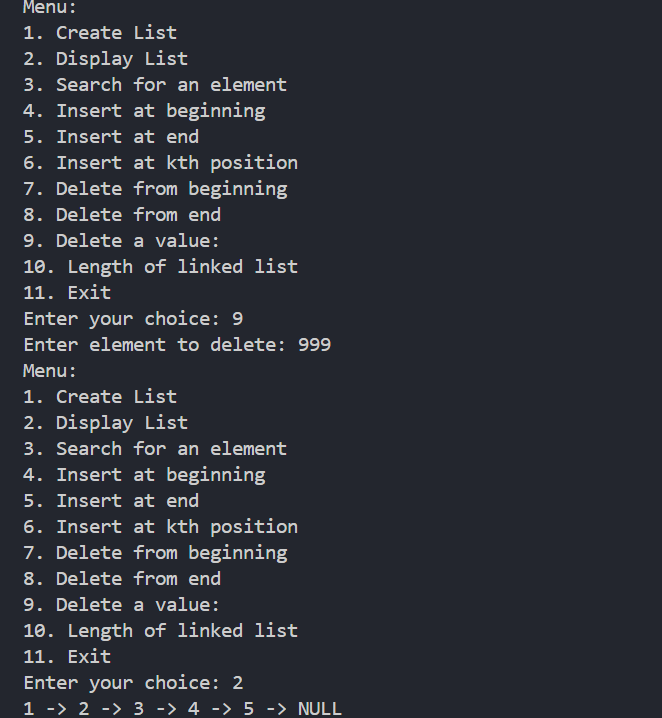 Menu:
1. Create List
2. Display List
3. Search for an element
4. Insert at beginning
5. Insert at end
6. Insert at kth position
7. Delete from beginning
8. Delete from end
9. Delete a value:
10. Length of linked list
11. Exit
Enter your choice: 9
Enter element to delete: 999
Menu:
1. Create List
2. Display List
3. Search for an element
4. Insert at beginning
5. Insert at end
6. Insert at kth position
7. Delete from beginning
8. Delete from end
9. Delete a value:
10. Length of linked list
11. Exit
Enter your choice: 2
1 -> 2 -> 3 -> 4 -> 5 -> NULL